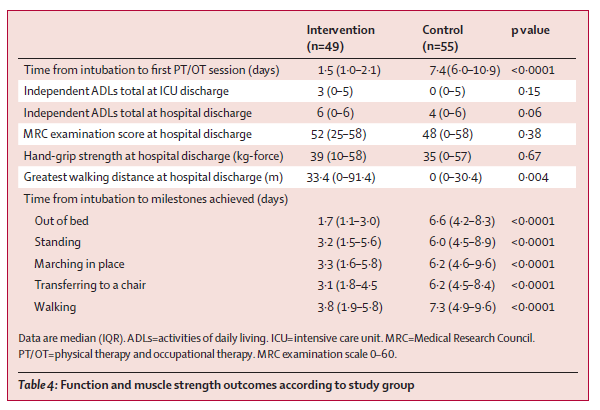 Intervention Control p value
(n=49) (n=55)
Time from intubation to first PT/OT session (days) 1·5 (1·0–2·1) 7·4(6·0–10·9) <0·0001
Independent ADLs total at ICU discharge 3 (0–5) 0 (0–5) 0·15
Independent ADLs total at hospital discharge 6 (0–6) 4 (0–6) 0·06
MRC examination score at hospital discharge 52 (25–58) 48 (0–58) 0·38
Hand-grip strength at hospital discharge (kg-force) 39 (10–58) 35 (0–57) 0·67
Greatest walking distance at hospital discharge (m) 33·4 (0–91·4) 0 (0–30·4) 0·004
Time from intubation to milestones achieved (days)
Out of bed 1·7 (1·1–3·0) 6·6 (4·2–8·3) <0·0001
Standing 3·2 (1·5–5·6) 6·0 (4·5–8·9) <0·0001
Marching in place 3·3 (1·6–5·8) 6·2 (4·6–9·6) <0·0001
Transferring to a chair 3·1 (1·8–4·5 6·2 (4·5–8·4) <0·0001
Walking 3·8 (1·9–5·8) 7·3 (4·9–9·6) <0·0001
Data are median (IQR). ADLs=activities of daily living. ICU=intensive care unit. MRC=Medical Research Council.
PT/OT=physical therapy and occupational therapy. MRC examination scale 0–60.
Table 4: Function and muscle strength outcomes according to study group